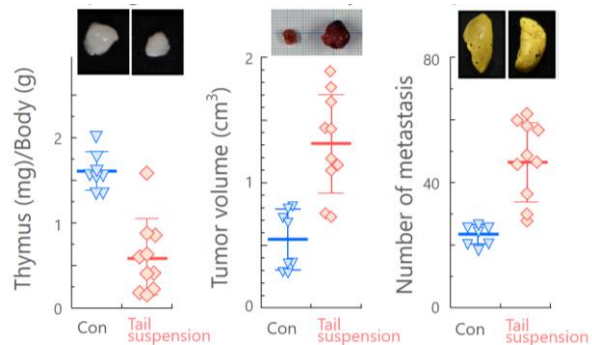 Thymus (mg)/Body (g)
2
1
0
Con
Tail
suspension
Tumor volume (cm³)
2
1
0
Con
Tail
suspension
Number of metastasis
80
40
0
Con
Tail
suspension